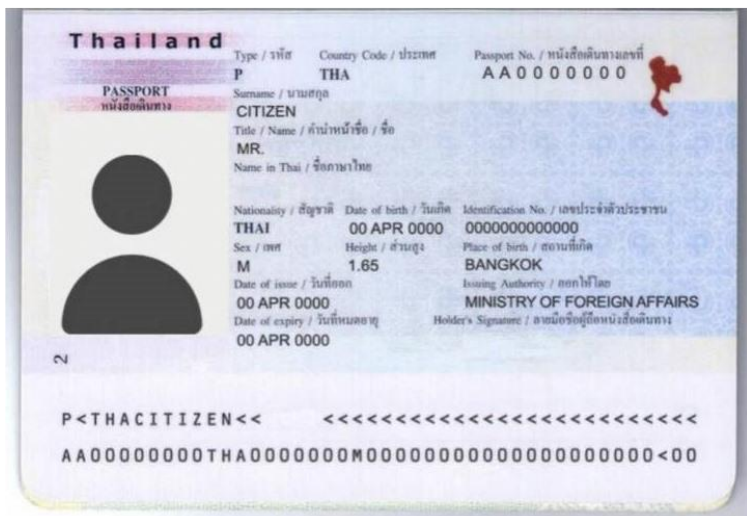 Thailand
PASSPORT
หนังสือเดินทาง
Type / รหัส Country Code / ประเทศ Passport No. / หนังสือเดินทางเลขที่
P THA AA0000000
Surname / นามสกุล
CITIZEN
Title / Name / คำนำหน้าชื่อ / ชื่อ
MR.
Name in Thai / ชื่อภาษาไทย
Nationality / สัญชาติ Date of birth / วันเกิด Identification No. / เลขประจำตัวประชาชน
THAI 00 APR 0000 0000000000000
Sex / เพศ Height / ส่วนสูง Place of birth / สถานที่เกิด
M 1.65 BANGKOK
Date of issue / วันที่ออก Issuing Authority / ออกให้โดย
00 APR 0000 MINISTRY OF FOREIGN AFFAIRS
Date of expiry / วันที่หมดอายุ Holder's Signature / ลายมือชื่อผู้ถือหนังสือเดินทาง
00 APR 0000
2
P<THACITIZEN<< <<<<<<<<<<<<<<<<<<<<<<<<<<
AA00000000THA0000000M0000000000000000000000<00